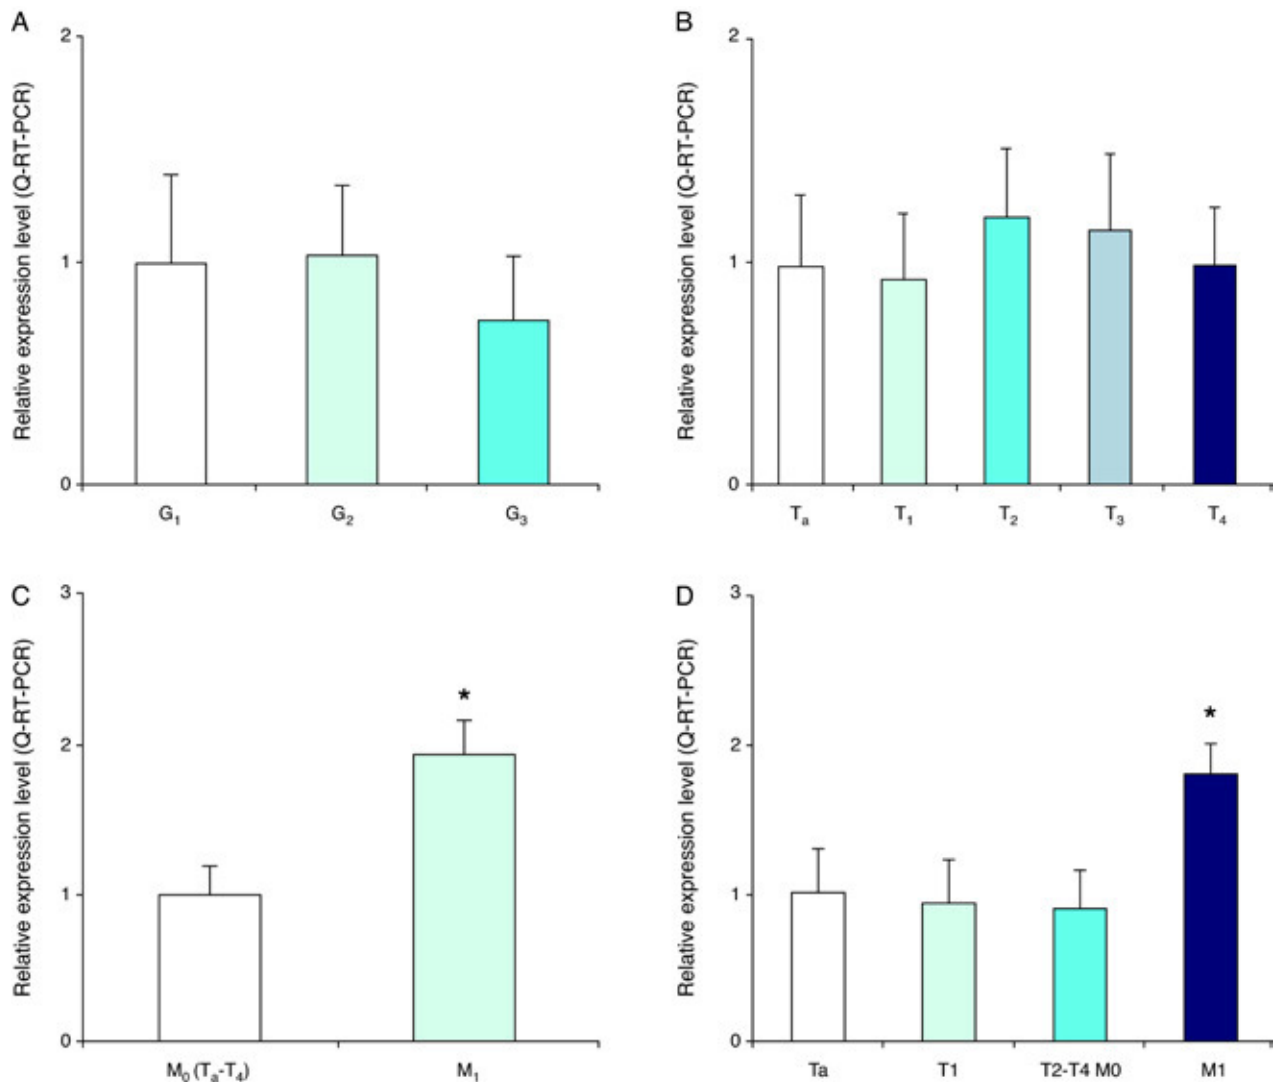 A
Relative expression level (Q-RT-PCR)
2
1
0
G1 G2 G3
B
Relative expression level (Q-RT-PCR)
2
1
0
Ta T1 T2 T3 T4
C
Relative expression level (Q-RT-PCR)
3
2
1
0
*
M0 (Ta-T4) M1
D
Relative expression level (Q-RT-PCR)
3
2
1
0
*
Ta T1 T2-T4 M0 M1